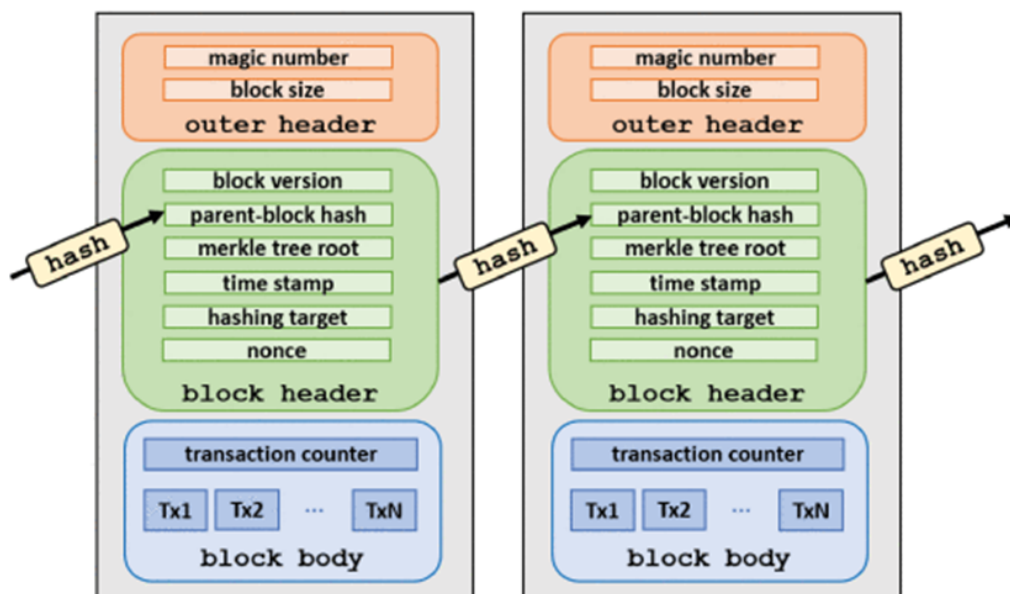 magic number
block size
outer header
block version
parent-block hash
merkle tree root
time stamp
hashing target
nonce
block header
transaction counter
Tx1 Tx2 ... TxN
block body
hash
magic number
block size
outer header
block version
parent-block hash
merkle tree root
time stamp
hashing target
nonce
block header
transaction counter
Tx1 Tx2 ... TxN
block body
hash
hash